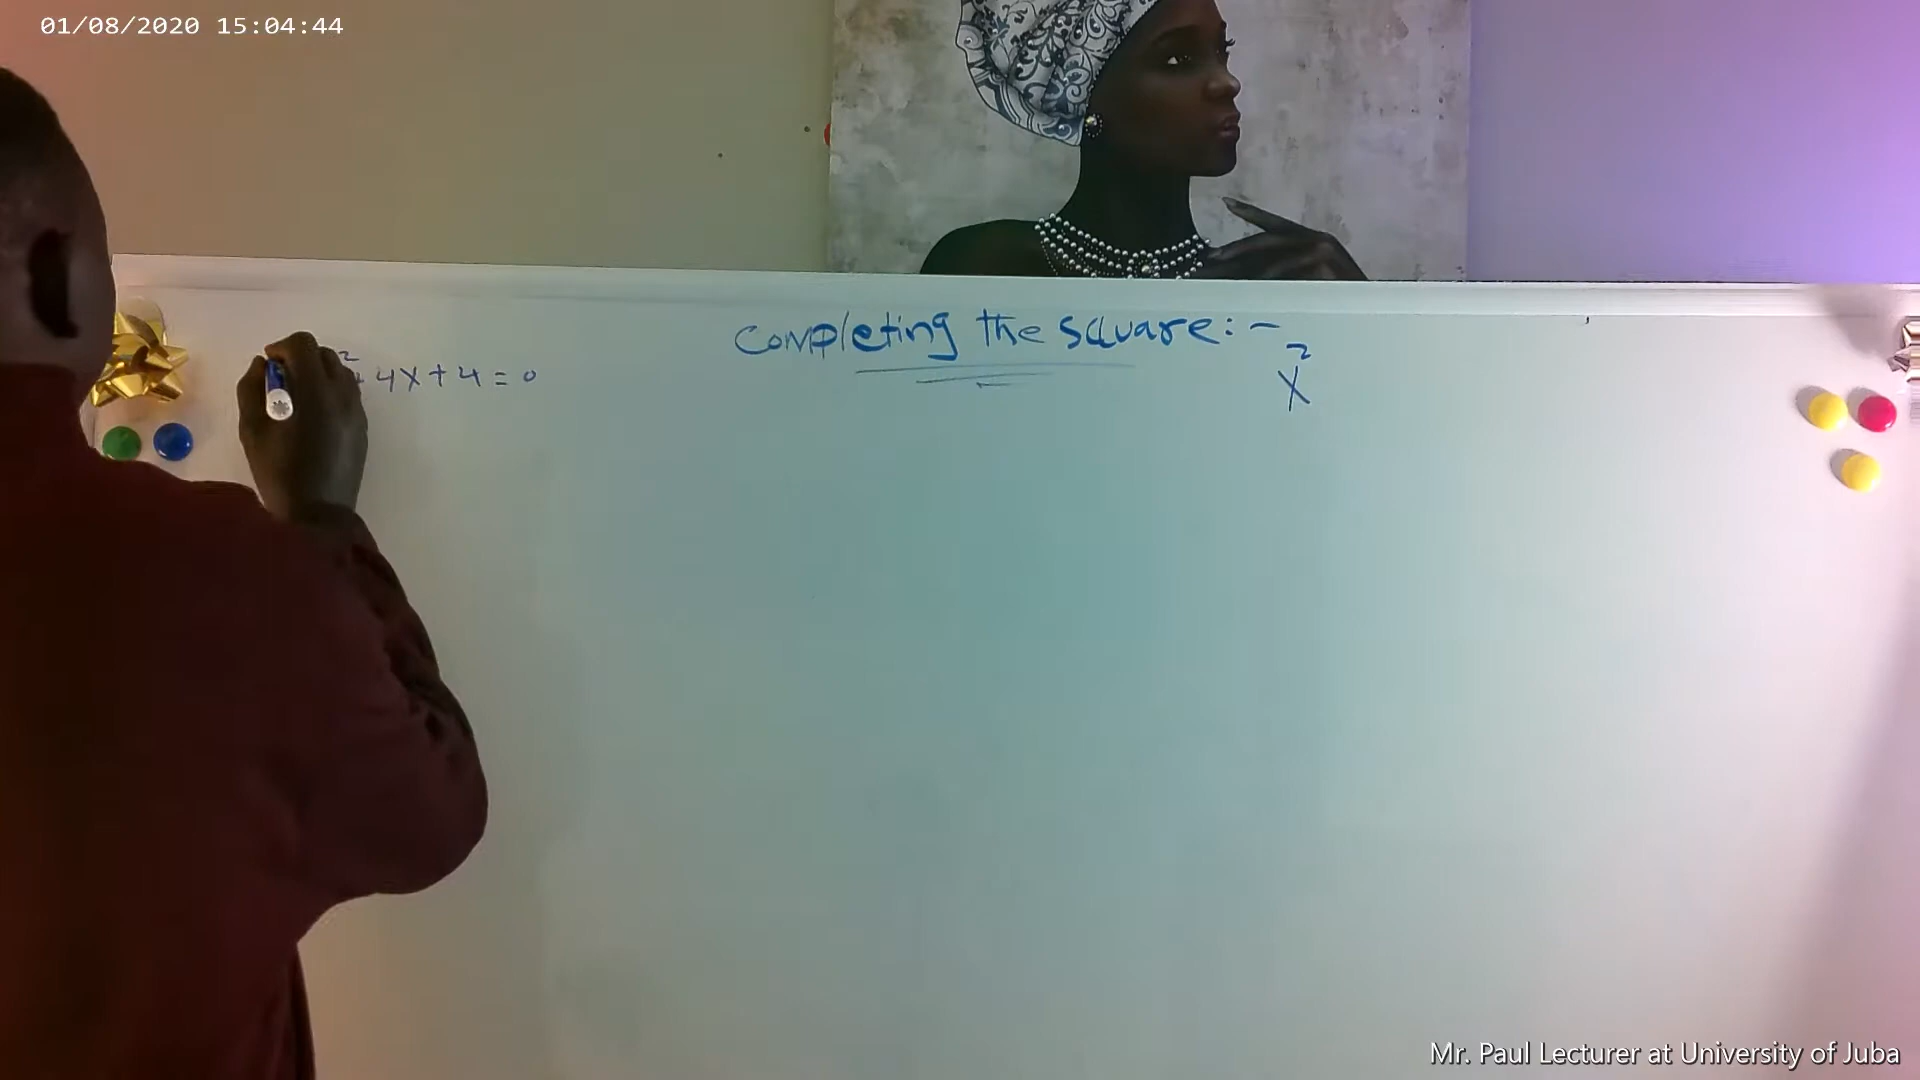 01/08/2020 15:04:44
Completing the square:-
² + 4x + 4 = 0
x²
Mr. Paul Lecturer at University of Juba